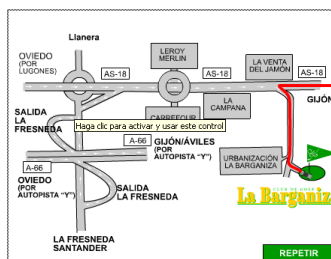 Llanera
OVIEDO
(POR
LUGONES)
AS-18
LEROY
MERLIN
AS-18
LA VENTA
DEL JAMÓN
AS-18
GIJÓN
SALIDA
LA
FRESNEDA
CARREFOUR
LA
CAMPANA
Haga clic para activar y usar este control
A-66
GIJÓN/AVILES
(POR
AUTOPISTA "Y")
A-66
OVIEDO
(POR
AUTOPISTA "Y")
SALIDA
LA FRESNEDA
URBANIZACIÓN
LA BARGANIZA
CLUB DE GOLF
La Barganiz
LA FRESNEDA
SANTANDER
REPETIR